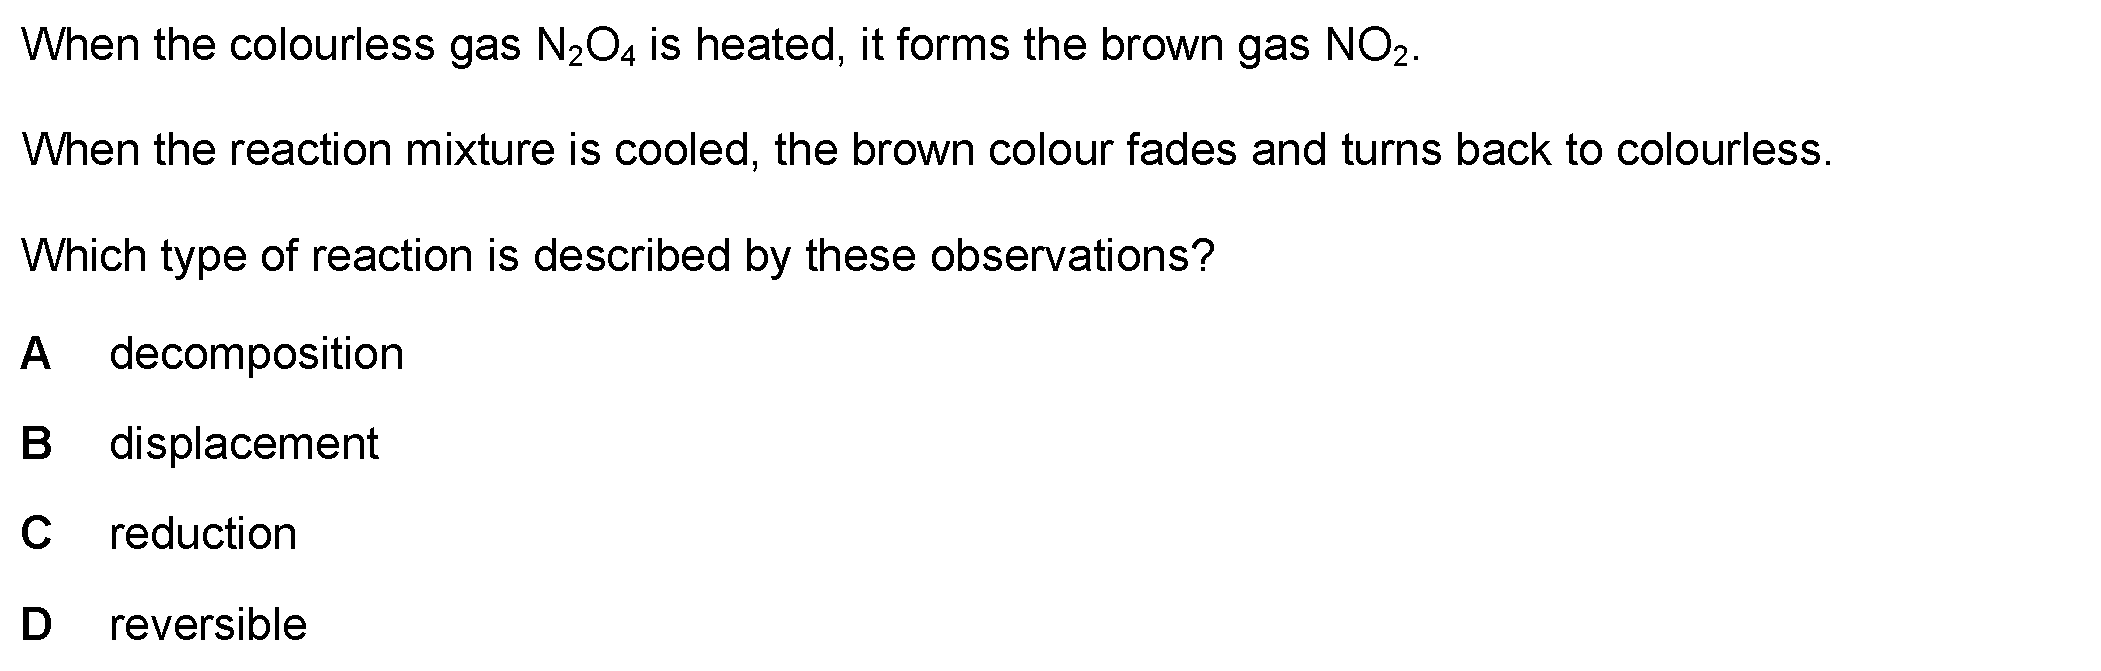 When the colourless gas N₂O₄ is heated, it forms the brown gas NO₂.
When the reaction mixture is cooled, the brown colour fades and turns back to colourless.
Which type of reaction is described by these observations?
A decomposition
B displacement
C reduction
D reversible